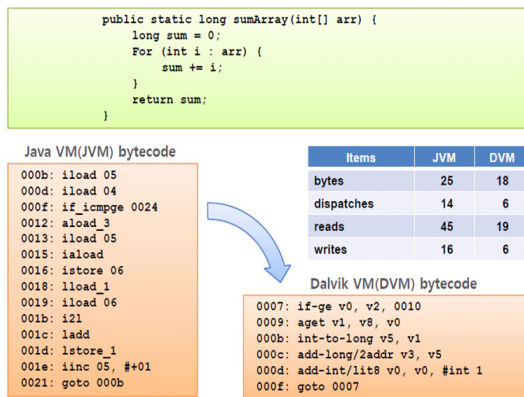 public static long sumArray(int[] arr) {
long sum = 0;
For (int i : arr) {
sum += i;
}
return sum;
}
Java VM(JVM) bytecode
000b: iload 05
000d: iload 04
000f: if_icmpge 0024
0012: aload_3
0013: iload 05
0015: iaload
0016: istore 06
0018: lload_1
0019: iload 06
001b: i2l
001c: ladd
001d: lstore_1
001e: iinc 05, #+01
0021: goto 000b
Items JVM DVM
bytes 25 18
dispatches 14 6
reads 45 19
writes 16 6
Dalvik VM(DVM) bytecode
0007: if-ge v0, v2, 0010
0009: aget v1, v8, v0
000b: int-to-long v5, v1
000c: add-long/2addr v3, v5
000d: add-int/lit8 v0, v0, #int 1
000f: goto 0007